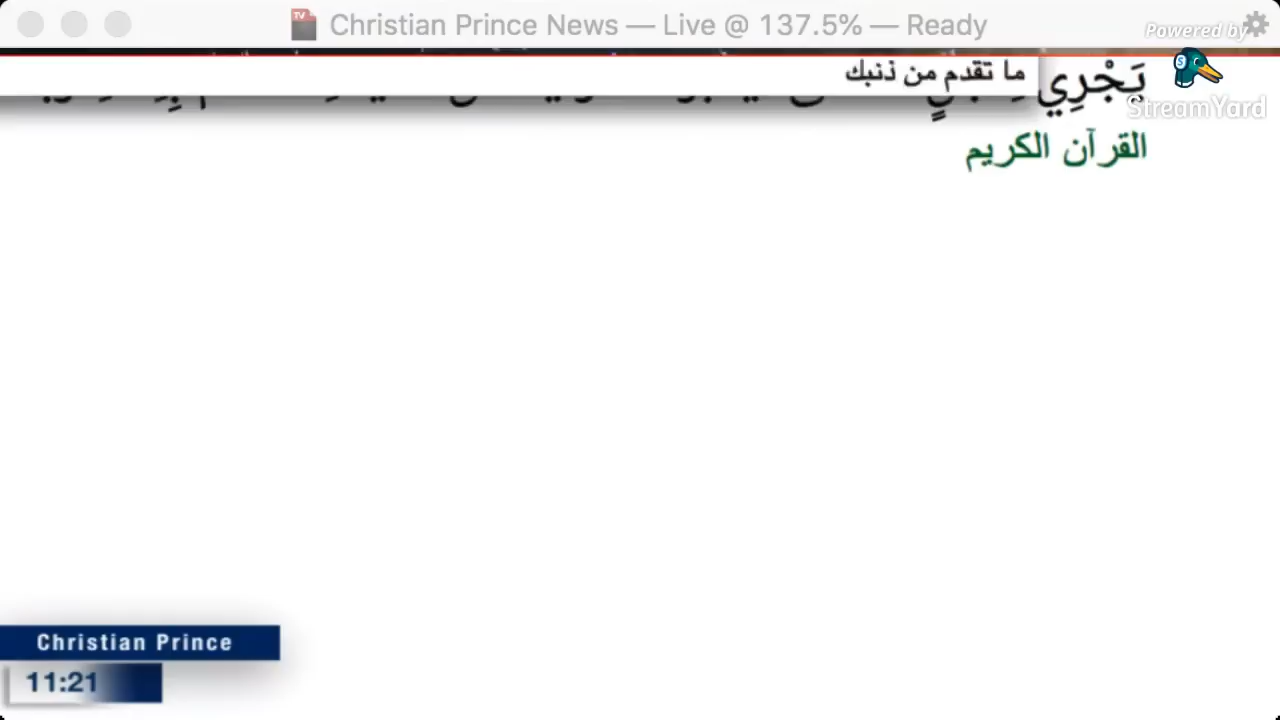 Christian Prince News — Live @ 137.5% — Ready
Powered by
StreamYard
ما تقدم من ذنبك
يَجْرِي
القرآن الكريم
Christian Prince
11:21